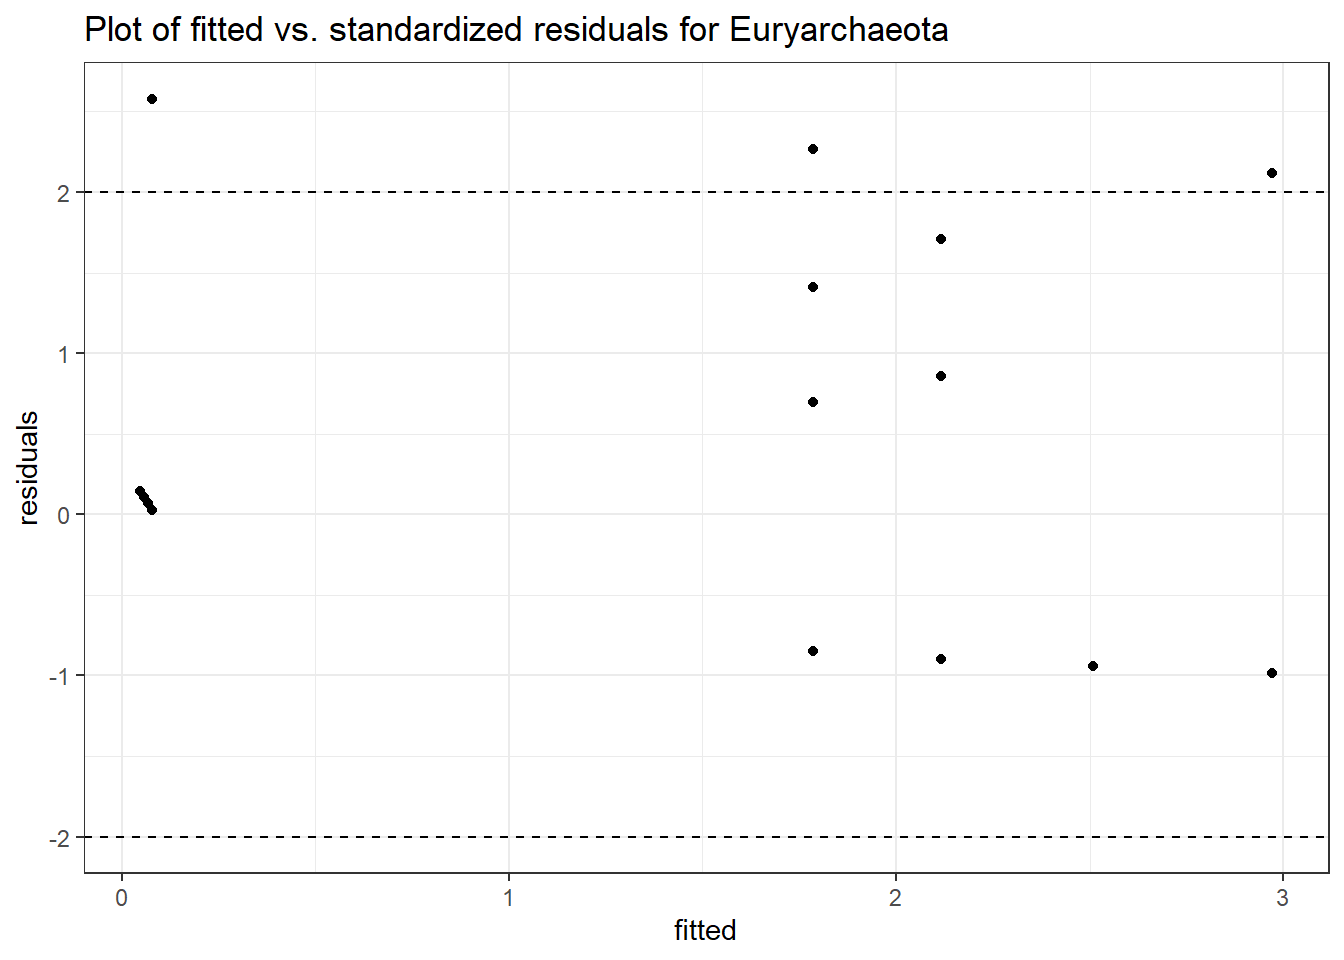 Plot of fitted vs. standardized residuals for Euryarchaeota
2
1
0
-1
-2
residuals
0 1 2 3
fitted